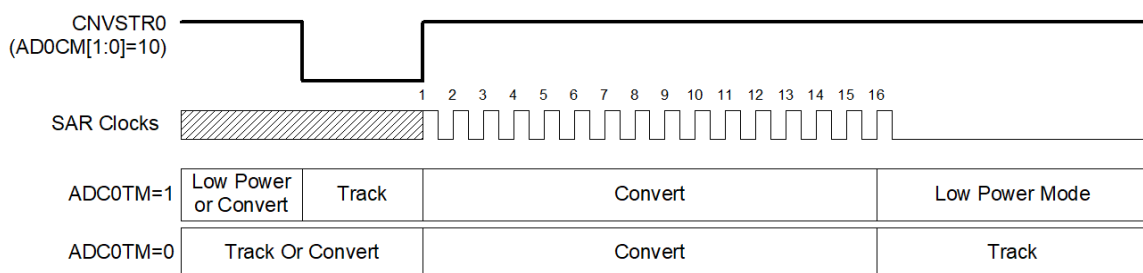 CNVSTR0
(AD0CM[1:0]=10)
1 2 3 4 5 6 7 8 9 10 11 12 13 14 15 16
SAR Clocks
ADC0TM=1 Low Power or Convert Track Convert Low Power Mode
ADC0TM=0 Track Or Convert Convert Track